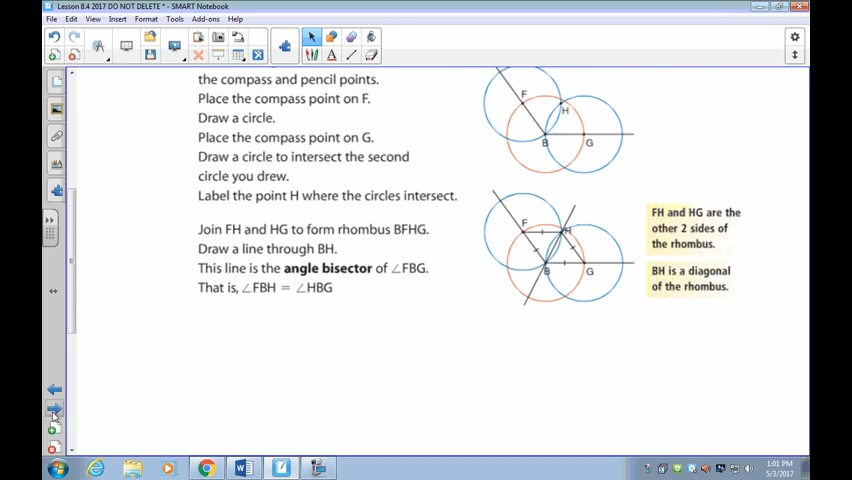 Lesson 8.4 2017 DO NOT DELETE * - SMART Notebook
File Edit View Insert Format Tools Add-ons Help
the compass and pencil points.
Place the compass point on F.
Draw a circle.
Place the compass point on G.
Draw a circle to intersect the second
circle you drew.
Label the point H where the circles intersect.
F
H
B
G
Join FH and HG to form rhombus BFHG.
Draw a line through BH.
This line is the angle bisector of ∠FBG.
That is, ∠FBH = ∠HBG
F
H
B
G
FH and HG are the
other 2 sides of
the rhombus.
BH is a diagonal
of the rhombus.
1:01 PM
5/3/2017